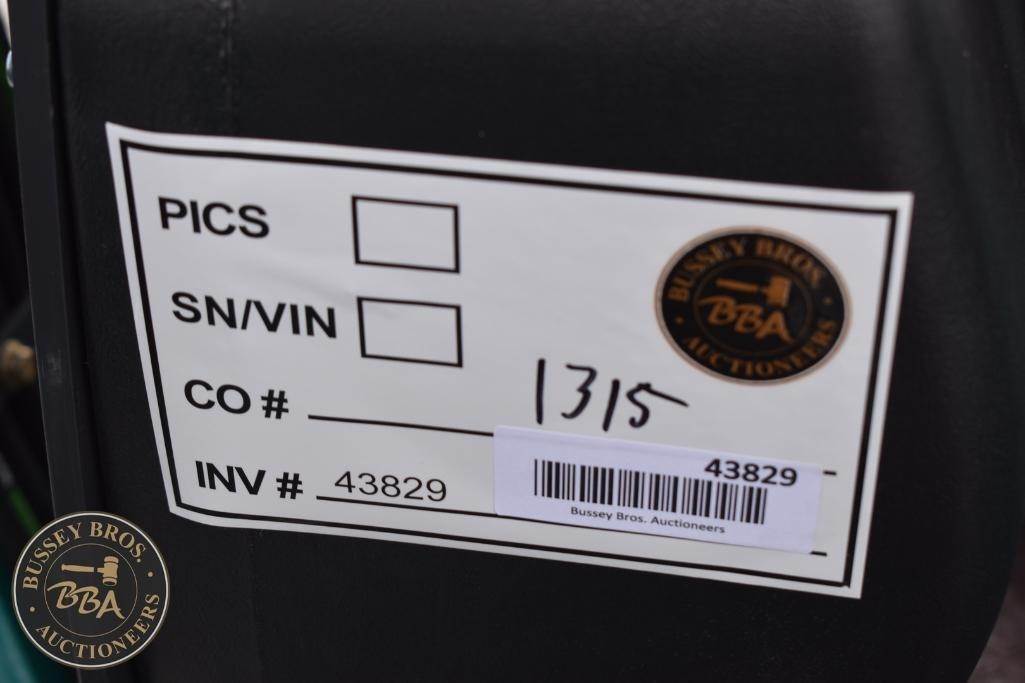 PICS
BUSSEY BROS.
BBA
AUCTIONEERS
SN/VIN
CO #
1315
INV # 43829
43829
Bussey Bros. Auctioneers
BUSSEY BROS.
BBA
AUCTIONEERS